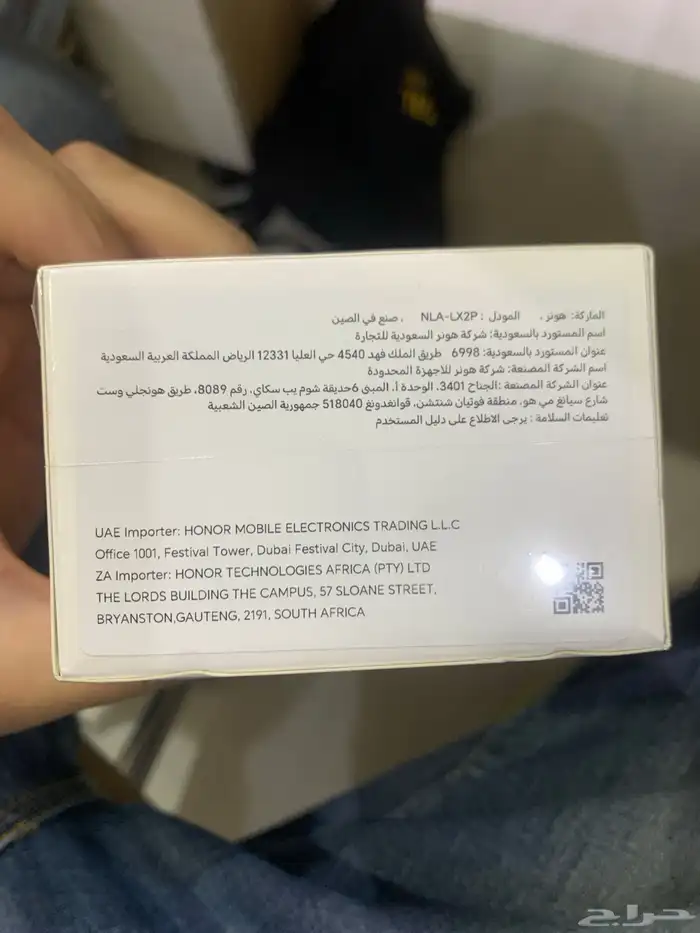 الماركة: هونر، الموديل: NLA-LX2P ، صنع في الصين
اسم المستورد بالسعودية: شركة هونر السعودية للتجارة
عنوان المستورد بالسعودية: 6998 طريق الملك فهد 4540 حي العليا 12331 الرياض المملكة العربية السعودية
اسم الشركة المصنعة: شركة هونر للاجهزة المحدودة
عنوان الشركة المصنعة: الجناح 3401، الوحدة أ، المبنى 6حديقة شوم يب سكاي، رقم 8089، طريق هونجلي وست
شارع سيانغ مي هو، منطقة فوتيان شنتشن، قوانغدونغ 518040 جمهورية الصين الشعبية
تعليمات السلامة : يرجى الاطلاع على دليل المستخدم
UAE Importer: HONOR MOBILE ELECTRONICS TRADING L.L.C
Office 1001, Festival Tower, Dubai Festival City, Dubai, UAE
ZA Importer: HONOR TECHNOLOGIES AFRICA (PTY) LTD
THE LORDS BUILDING THE CAMPUS, 57 SLOANE STREET,
BRYANSTON,GAUTENG, 2191, SOUTH AFRICA
حراج